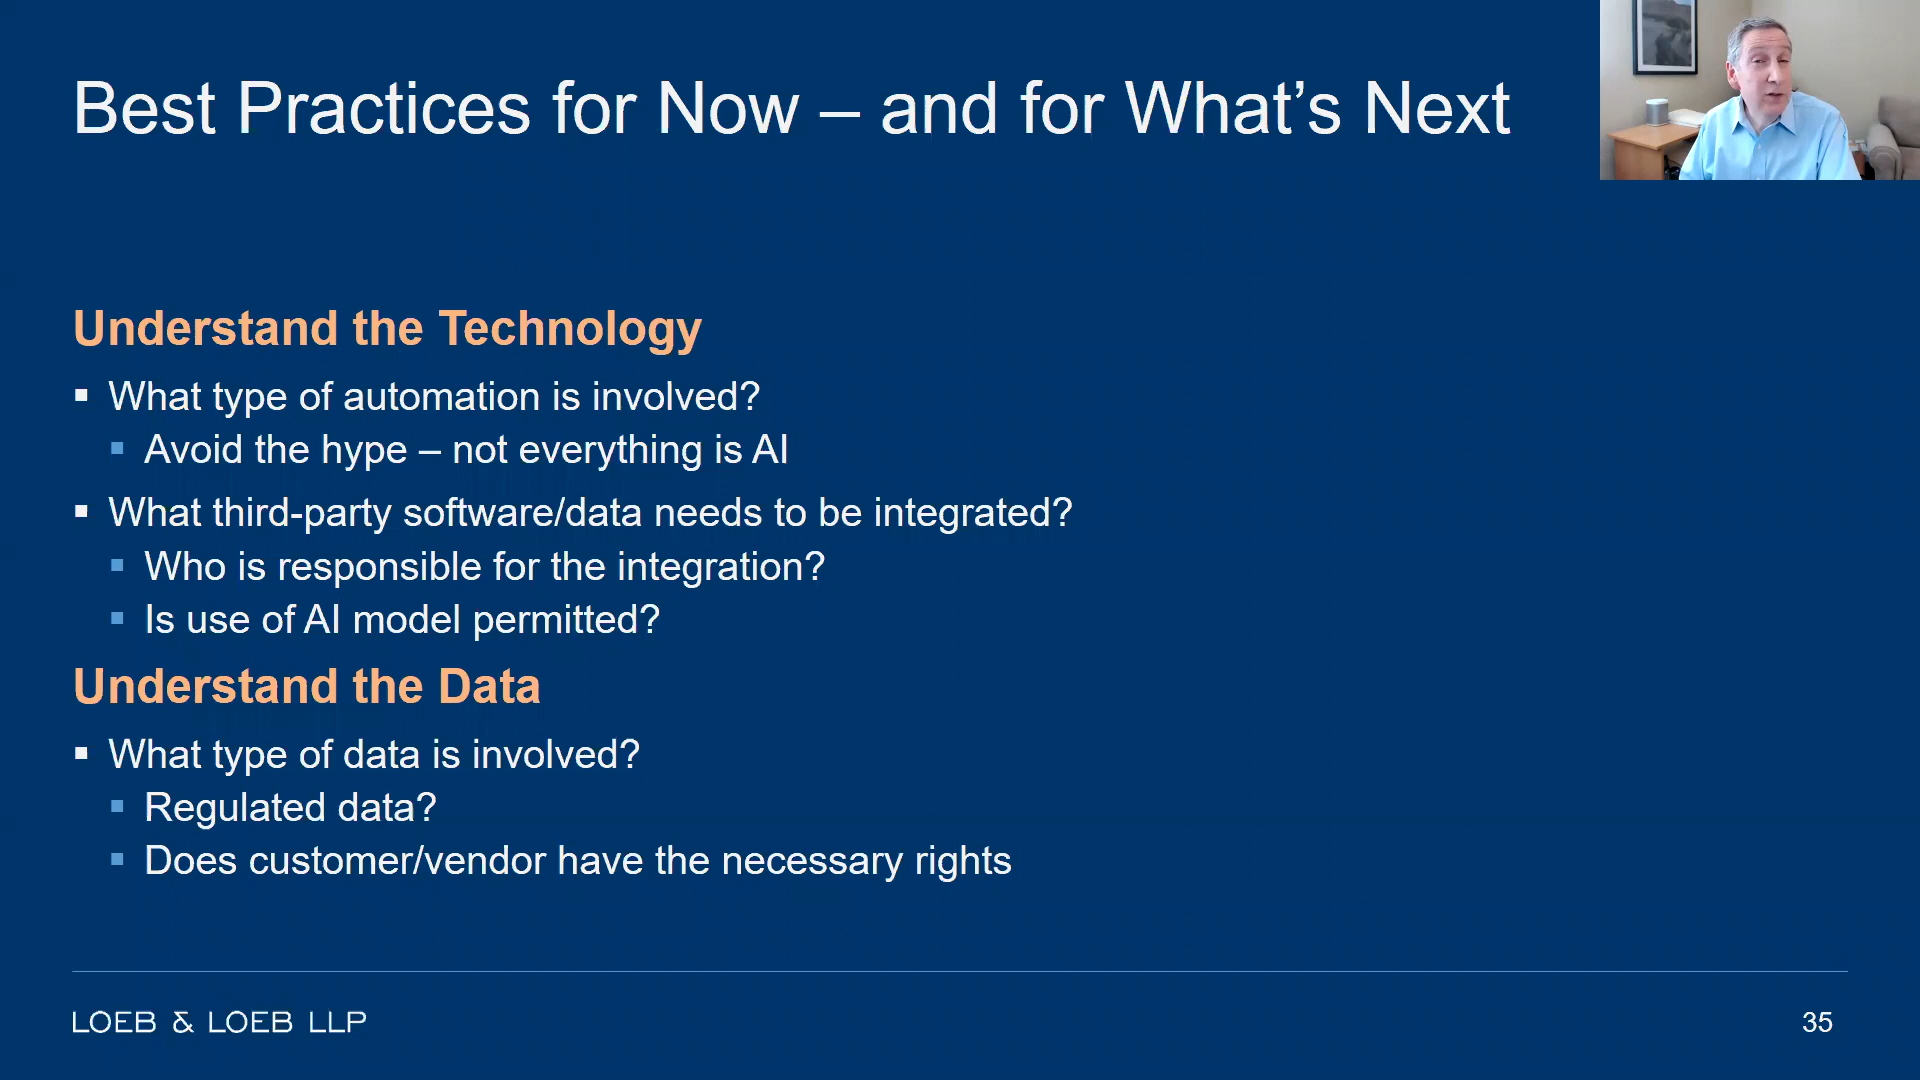 Best Practices for Now – and for What’s Next
Understand the Technology
▪ What type of automation is involved?
▪ Avoid the hype – not everything is AI
▪ What third-party software/data needs to be integrated?
▪ Who is responsible for the integration?
▪ Is use of AI model permitted?
Understand the Data
▪ What type of data is involved?
▪ Regulated data?
▪ Does customer/vendor have the necessary rights
LOEB & LOEB LLP
35